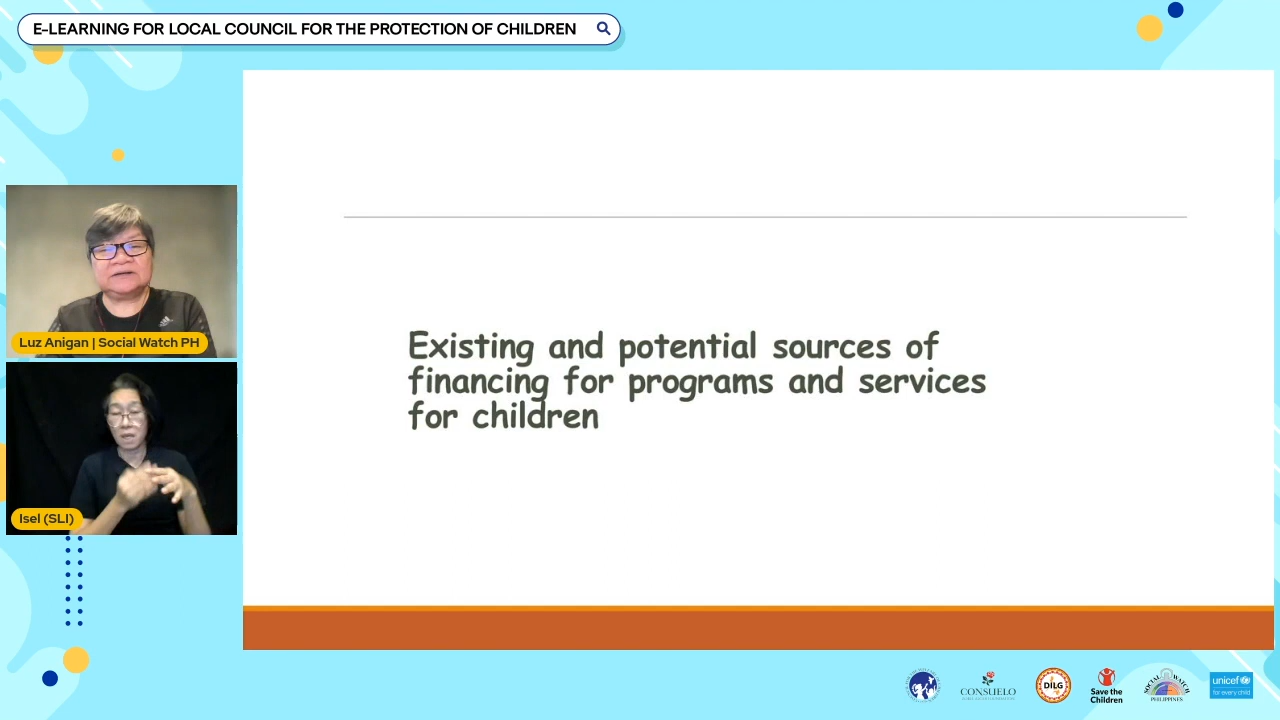 E-LEARNING FOR LOCAL COUNCIL FOR THE PROTECTION OF CHILDREN
Existing and potential sources of
financing for programs and services
for children
Luz Anigan | Social Watch PH
Isel (SLI)
CONSUELO
DILG
Save the
Children
SOCIAL WATCH
PHILIPPINES
unicef
for every child